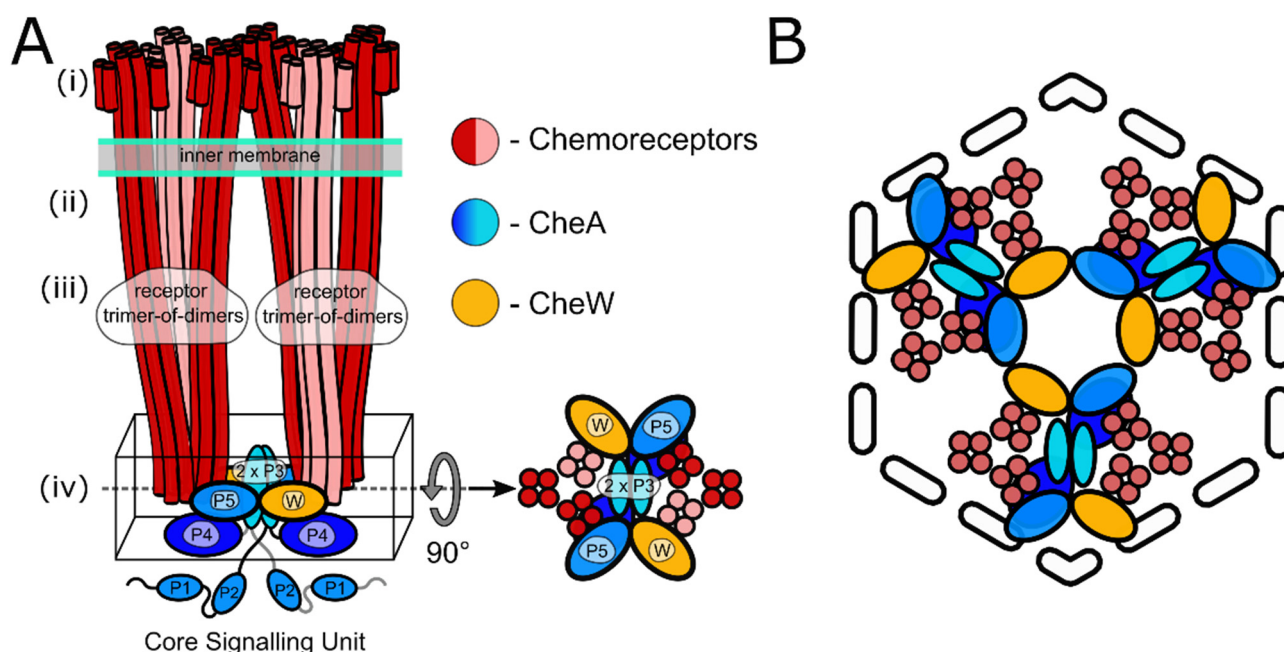 A
B
(i)
inner membrane
- Chemoreceptors
(ii)
- CheA
(iii)
receptor
trimer-of-dimers
receptor
trimer-of-dimers
- CheW
(iv)
2 x P3
P5
W
P4
P4
90°
W
P5
2 x P3
P5
W
P1
P2
P2
P1
Core Signalling Unit